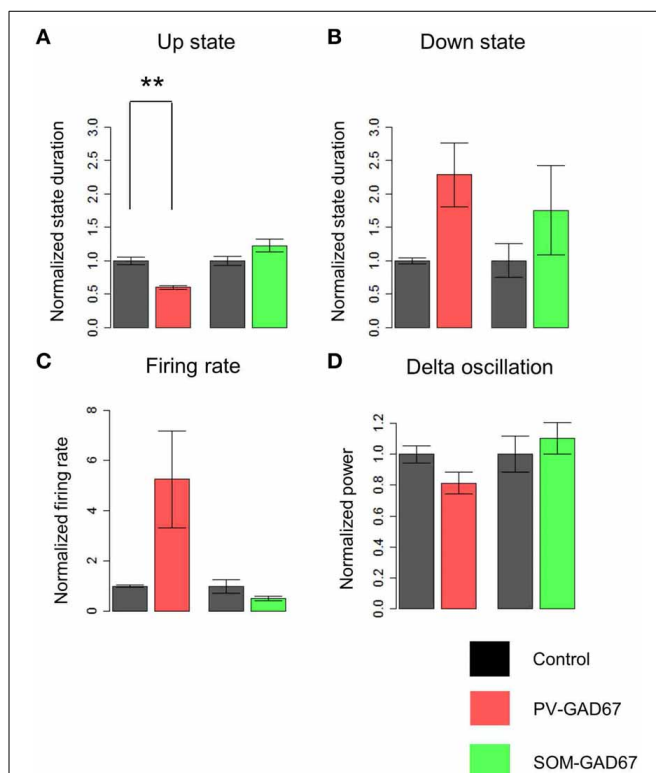 A
Up state
**
Normalized state duration
0.0 0.5 1.0 1.5 2.0 2.5 3.0
B
Down state
Normalized state duration
0.0 0.5 1.0 1.5 2.0 2.5 3.0
C
Firing rate
Normalized firing rate
0 2 4 6 8
D
Delta oscillation
Normalized power
0.0 0.2 0.4 0.6 0.8 1.0 1.2
Control
PV-GAD67
SOM-GAD67